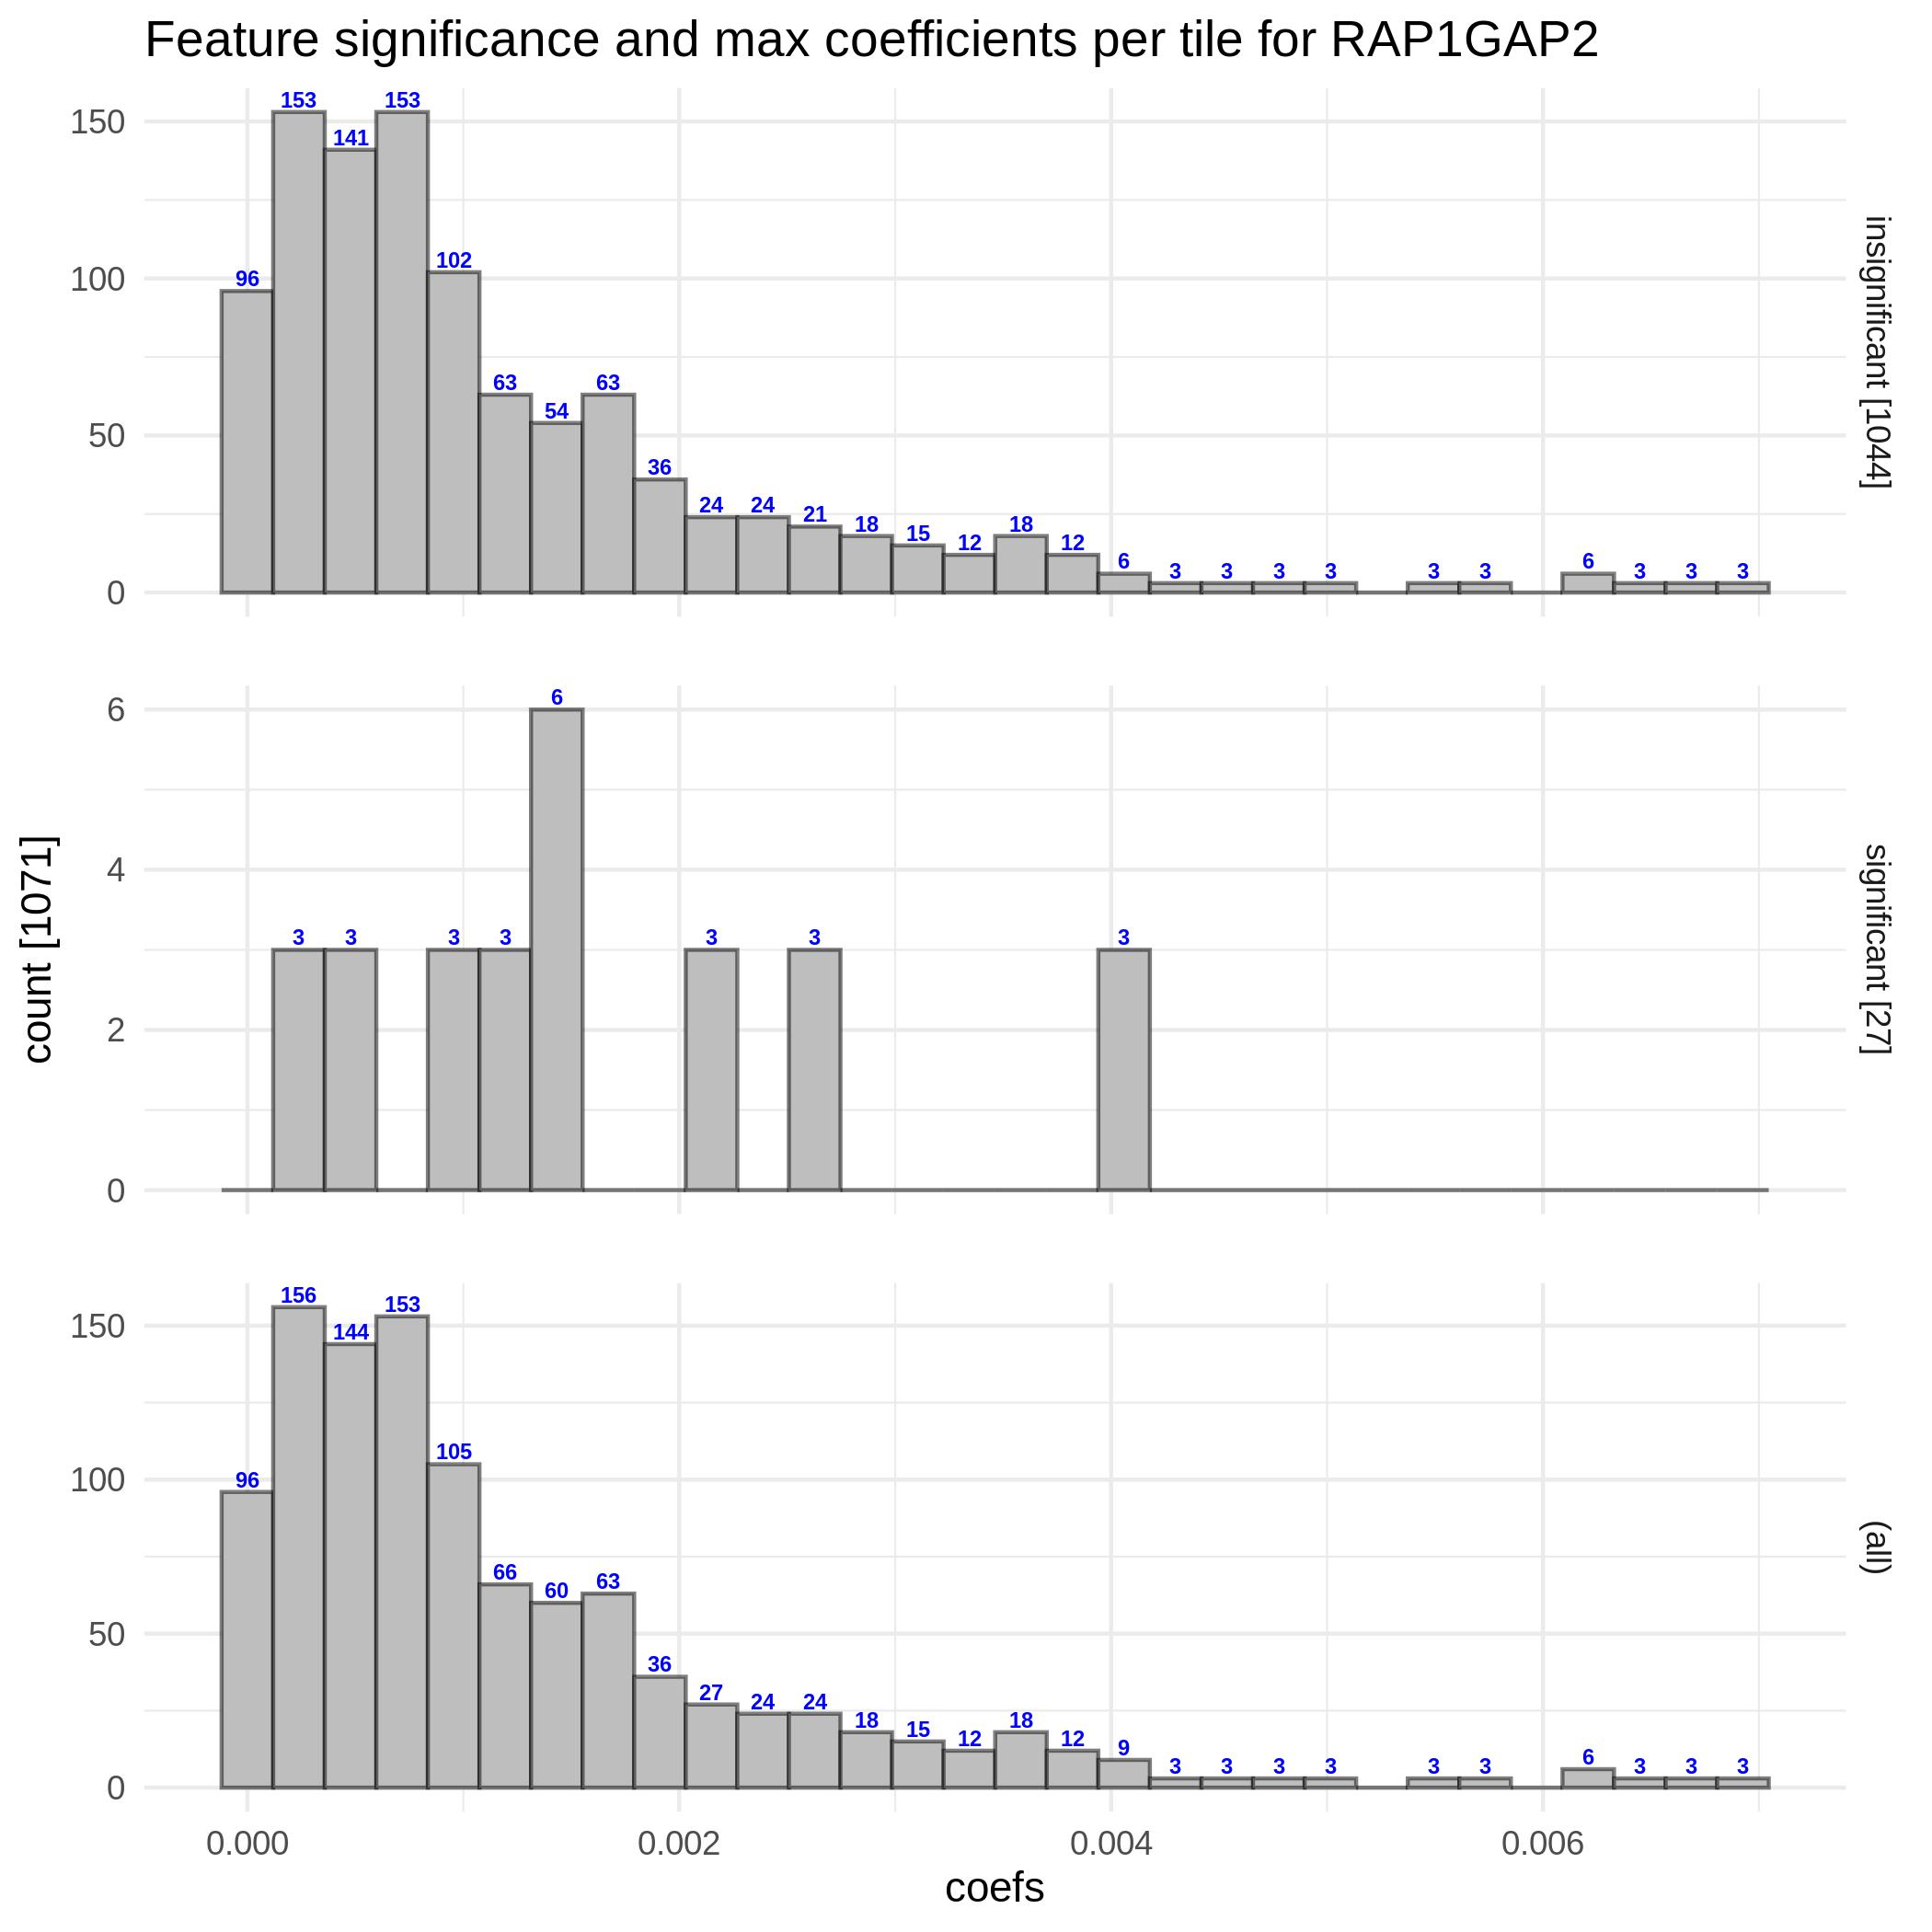 Feature significance and max coefficients per tile for RAP1GAP2
153 153
141
96 102
63 54 63
36
24 24 21 18 15 12 18 12 6 3 3 3 3 3 3 6 3 3 3
150
100
50
0
insignificant [1044]
6
3 3 3 3 3 3 3
6
4
2
0
count [1071]
significant [27]
156 153
144
96 105
66 60 63
36
27 24 24 18 15 12 18 12 9 3 3 3 3 3 3 6 3 3 3
150
100
50
0
(all)
0.000 0.002 0.004 0.006
coefs